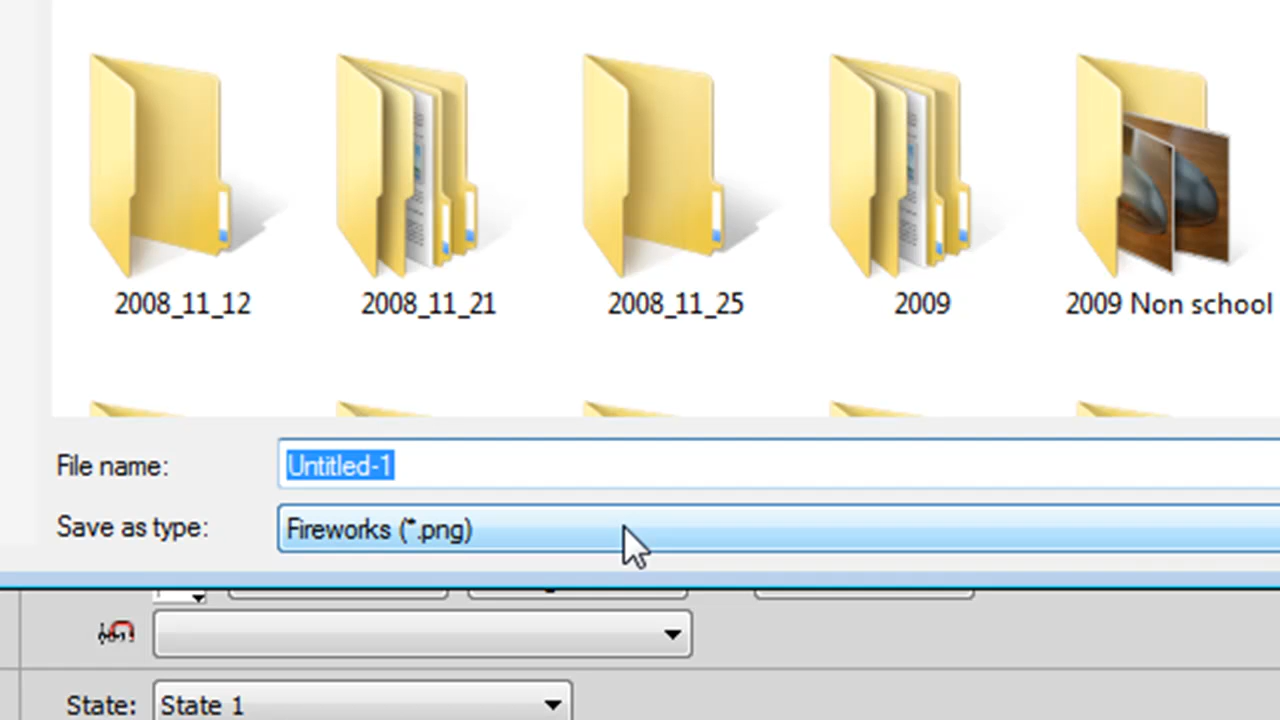 2008_11_12 2008_11_21 2008_11_25 2009 2009 Non school
File name: Untitled-1
Save as type: Fireworks (*.png)
State: State 1